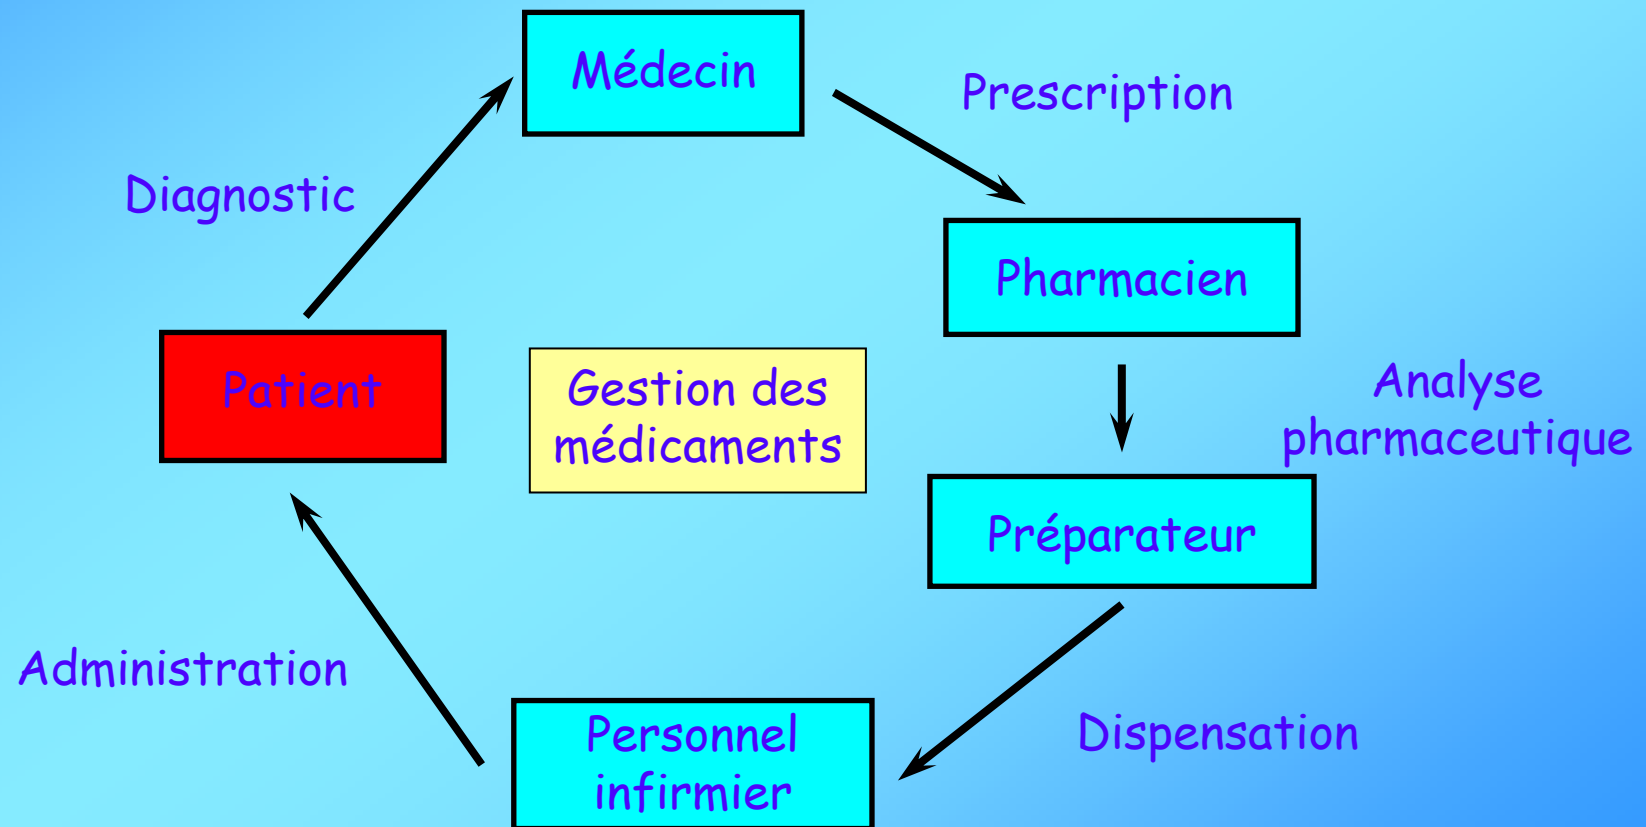 Médecin
Prescription
Diagnostic
Pharmacien
Patient
Gestion des
médicaments
Analyse
pharmaceutique
Préparateur
Administration
Personnel
infirmier
Dispensation